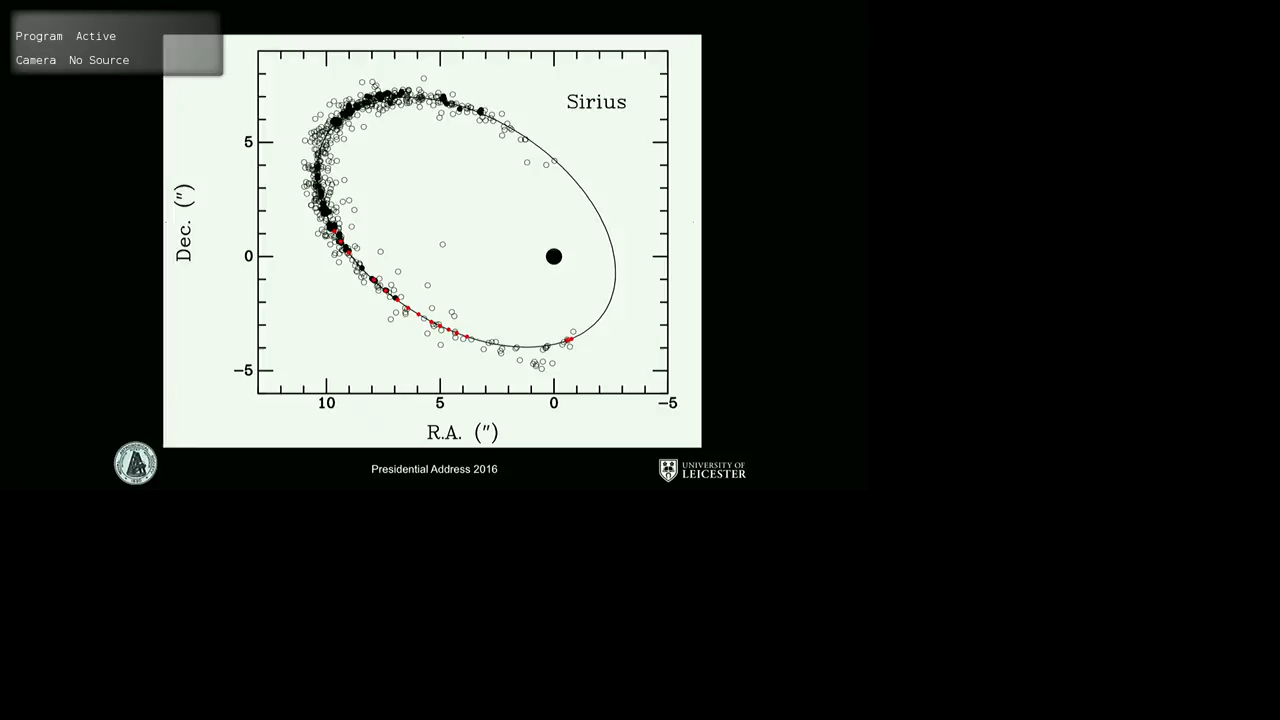 Program Active
Camera No Source
Sirius
5
0
−5
Dec. (″)
10 5 0 −5
R.A. (″)
Presidential Address 2016
UNIVERSITY OF
LEICESTER